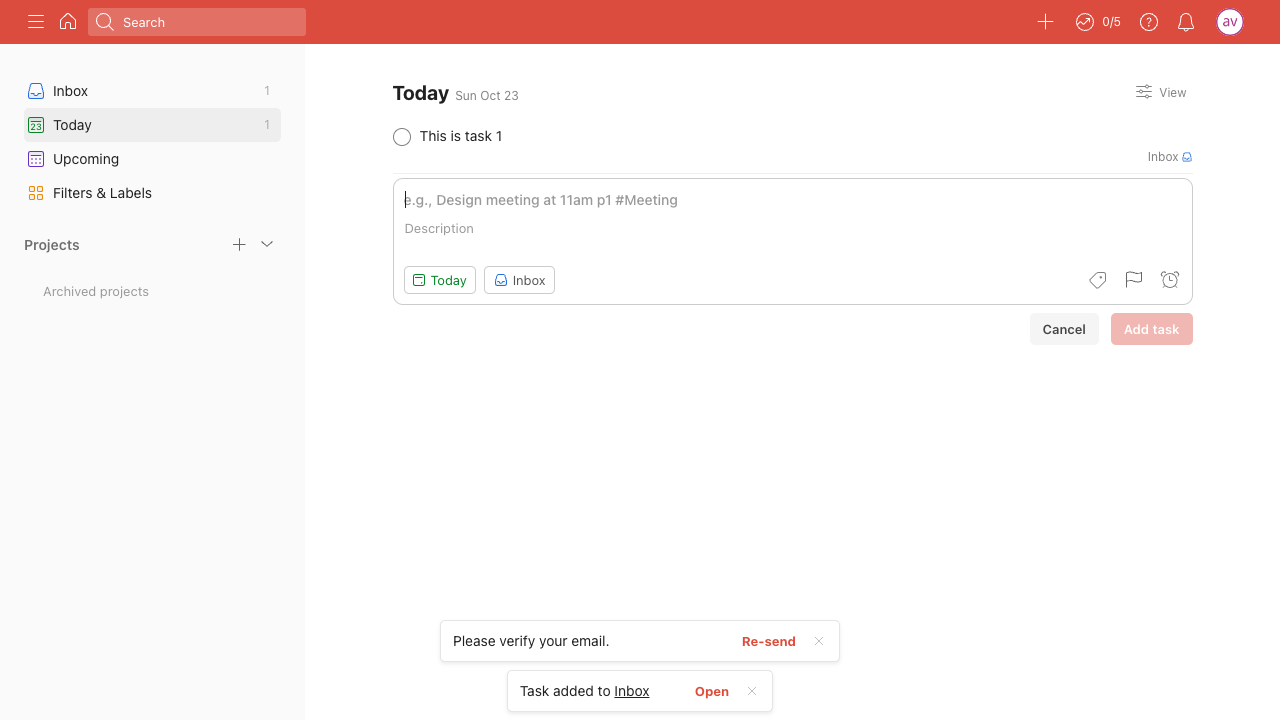 Search
0/5
av
Inbox 1
23 Today 1
Upcoming
Filters & Labels
Projects
Archived projects
Today Sun Oct 23
View
This is task 1
Inbox
e.g., Design meeting at 11am p1 #Meeting
Description
Today Inbox
Cancel Add task
Please verify your email. Re-send
Task added to Inbox Open